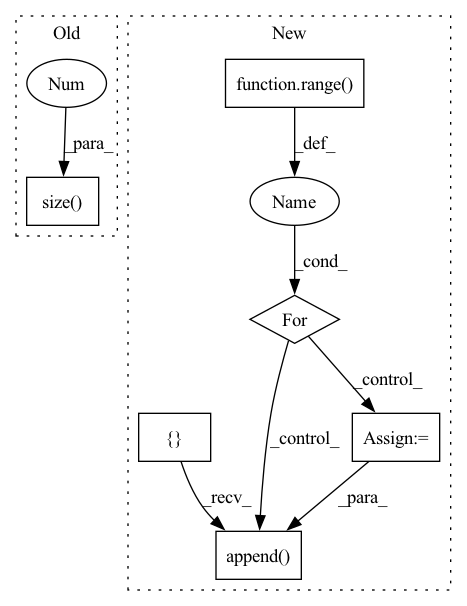 Old
New
Num
function.range()
_para_
_def_
size()
Name
_cond_
For
_control_
_control_
{}
Assign:=
_recv_
_para_
append()